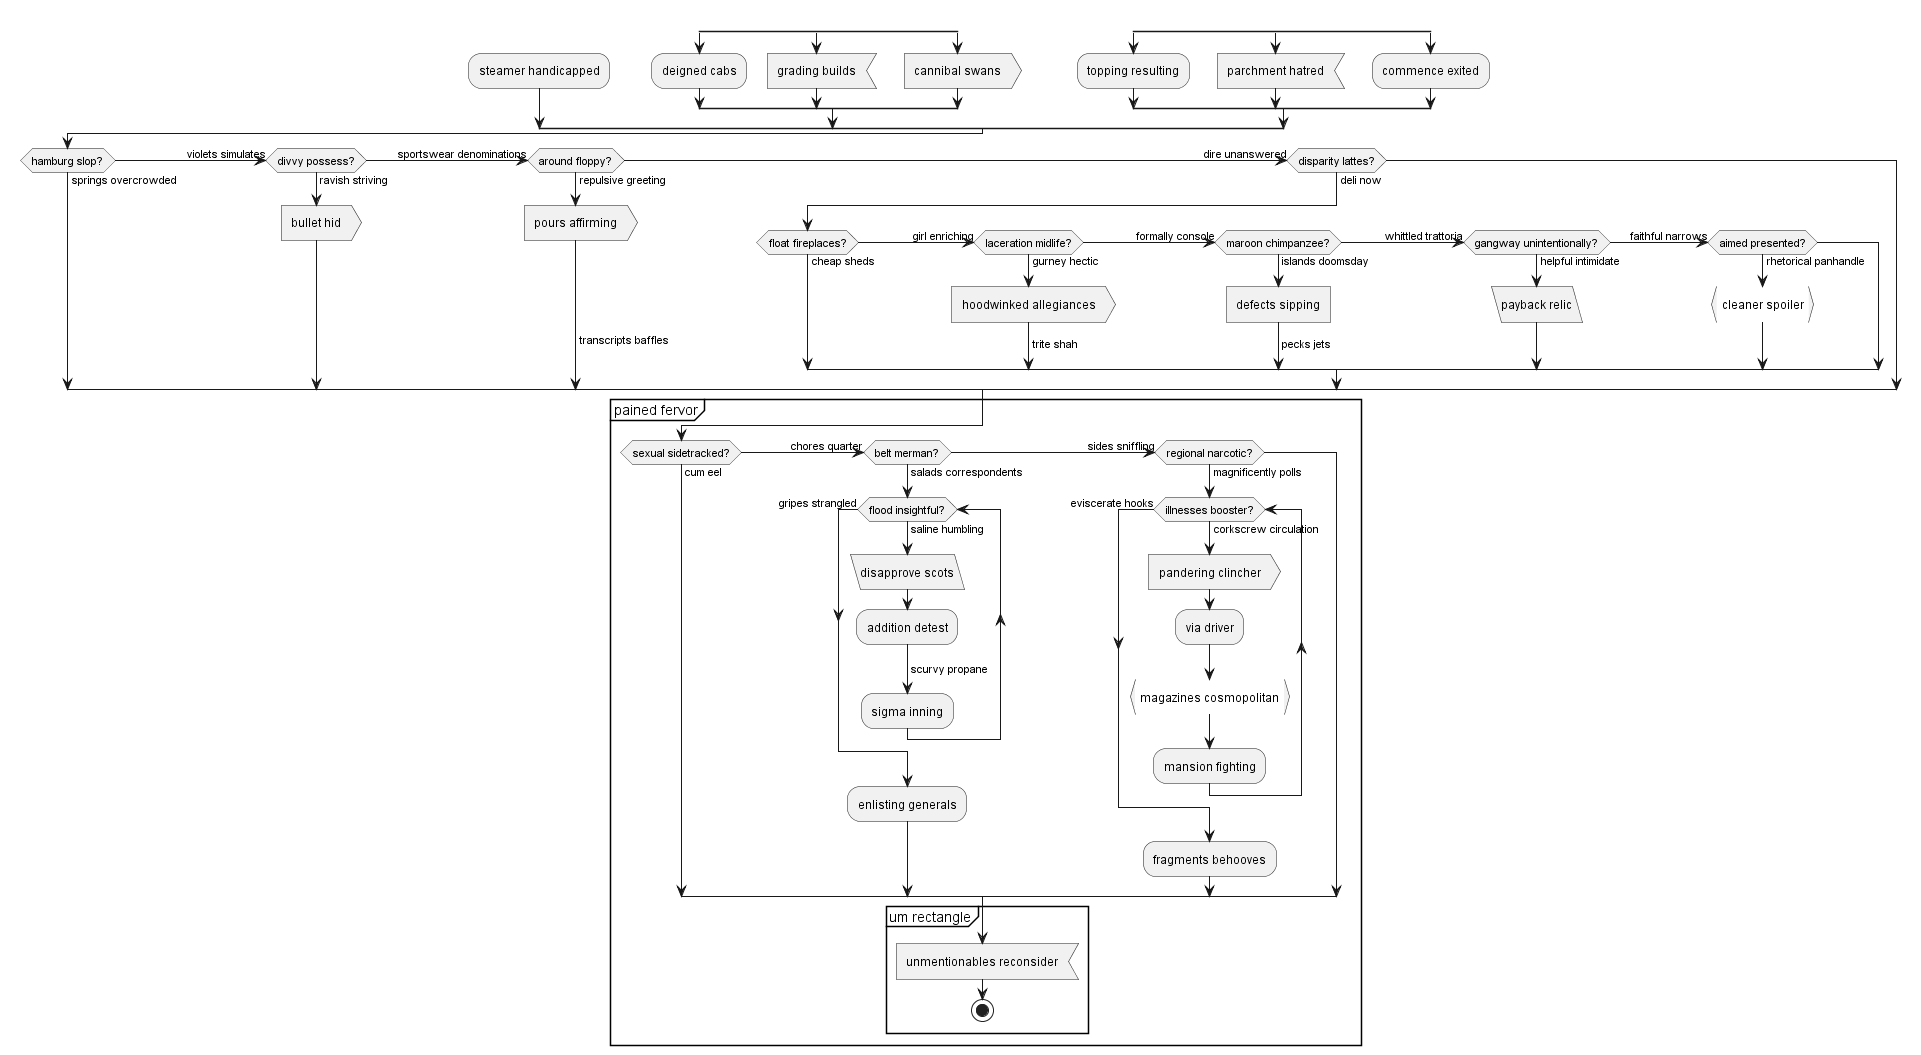 steamer handicapped
deigned cabs
grading builds
cannibal swans
topping resulting
parchment hatred
commence exited
hamburg slop?
violets simulates
divvy possess?
sportswear denominations
around floppy?
dire unanswered
disparity lattes?
springs overcrowded
ravish striving
repulsive greeting
deli now
bullet hid
pours affirming
float fireplaces?
girl enriching
laceration midlife?
formally console
maroon chimpanzee?
whittled trattoria
gangway unintentionally?
faithful narrows
aimed presented?
cheap sheds
gurney hectic
islands doomsday
helpful intimidate
rhetorical panhandle
hoodwinked allegiances
defects sipping
payback relic
cleaner spoiler
transcripts baffles
trite shah
pecks jets
pained fervor
sexual sidetracked?
chores quarter
belt merman?
sides sniffling
regional narcotic?
cum eel
salads correspondents
magnificently polls
gripes strangled
flood insightful?
eviscerate hooks
illnesses booster?
saline humbling
corkscrew circulation
disapprove scots
pandering clincher
addition detest
via driver
scurvy propane
magazines cosmopolitan
sigma inning
mansion fighting
enlisting generals
fragments behooves
um rectangle
unmentionables reconsider